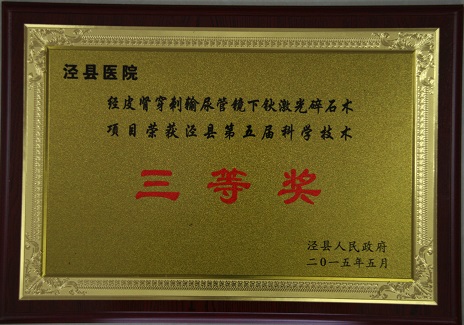 泾县医院
经皮肾穿刺输尿管镜下钬激光碎石术
项目荣获泾县第五届科学技术
三等奖
泾县人民政府
二〇一五年五月